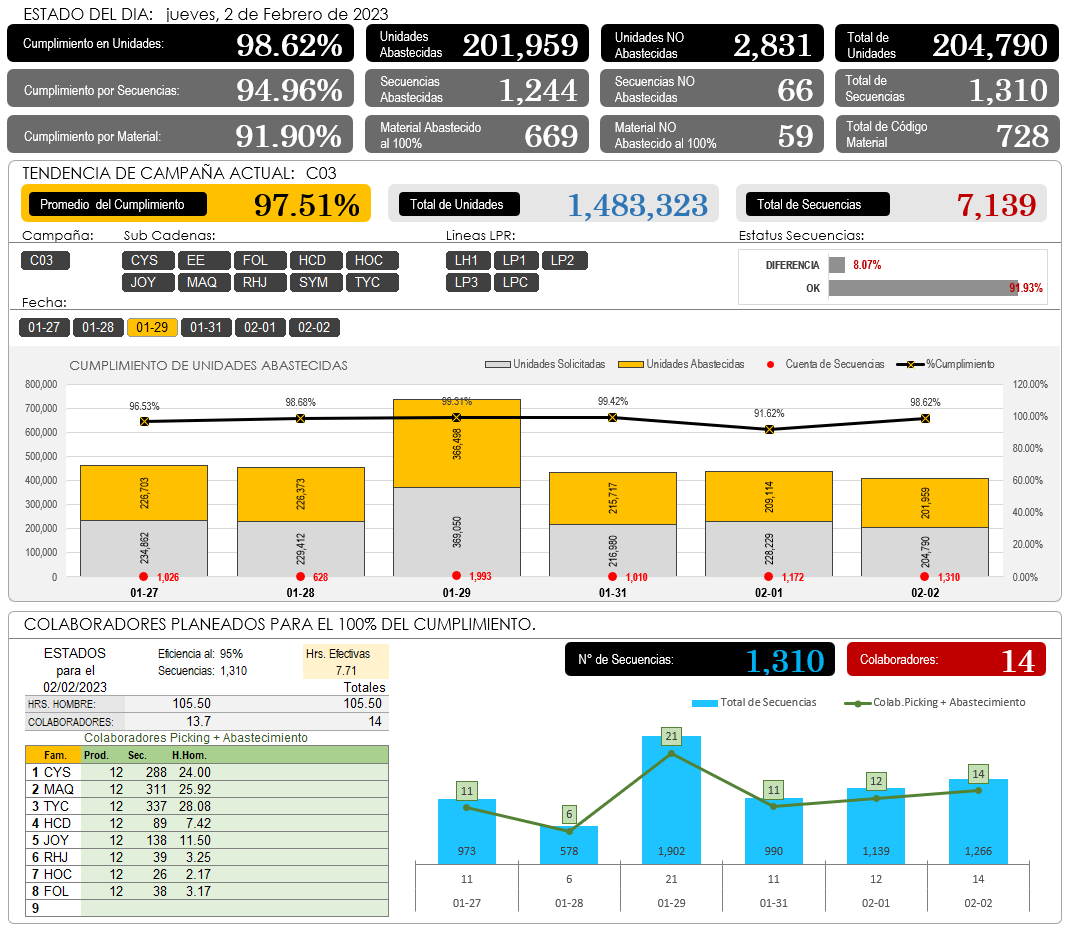 ESTADO DEL DIA: jueves, 2 de Febrero de 2023
Cumplimiento en Unidades: 98.62%
Unidades Abastecidas 201,959
Unidades NO Abastecidas 2,831
Total de Unidades 204,790
Cumplimiento por Secuencias: 94.96%
Secuencias Abastecidas 1,244
Secuencias NO Abastecidas 66
Total de Secuencias 1,310
Cumplimiento por Material: 91.90%
Material Abastecido al 100% 669
Material NO Abastecido al 100% 59
Total de Código Material 728
TENDENCIA DE CAMPAÑA ACTUAL: C03
Promedio del Cumplimiento 97.51%
Total de Unidades 1,483,323
Total de Secuencias 7,139
Campaña: Sub Cadenas: Lineas LPR: Estatus Secuencias:
C03 CYS EE FOL HCD HOC LH1 LP1 LP2
JOY MAQ RHJ SYM TYC LP3 LPC
DIFERENCIA 8.07%
OK 91.93%
Fecha:
01-27 01-28 01-29 01-31 02-01 02-02
CUMPLIMIENTO DE UNIDADES ABASTECIDAS
Unidades Solicitadas Unidades Abastecidas Cuenta de Secuencias %Cumplimiento
800,000 120.00%
700,000 100.00%
600,000 80.00%
500,000 60.00%
400,000 40.00%
300,000 20.00%
200,000 0.00%
100,000
0
96.53% 98.68% 99.31% 99.42% 91.62% 98.62%
226,703 226,373 366,498 215,717 209,114 201,959
234,862 229,412 369,050 216,980 228,229 204,790
1,026 628 1,993 1,010 1,172 1,310
01-27 01-28 01-29 01-31 02-01 02-02
COLABORADORES PLANEADOS PARA EL 100% DEL CUMPLIMIENTO.
ESTADOS
para el
02/02/2023
Eficiencia al: 95%
Secuencias: 1,310
Hrs. Efectivas
7.71
Totales
HRS. HOMBRE: 105.50 105.50
COLABORADORES: 13.7 14
Colaboradores Picking + Abastecimiento
Fam. Prod. Sec. H.Hom.
1 CYS 12 288 24.00
2 MAQ 12 311 25.92
3 TYC 12 337 28.08
4 HCD 12 89 7.42
5 JOY 12 138 11.50
6 RHJ 12 39 3.25
7 HOC 12 26 2.17
8 FOL 12 38 3.17
9
N° de Secuencias: 1,310
Colaboradores: 14
Total de Secuencias Colab.Picking + Abastecimiento
11 6 21 11 12 14
973 578 1,902 990 1,139 1,266
11 6 21 11 12 14
01-27 01-28 01-29 01-31 02-01 02-02